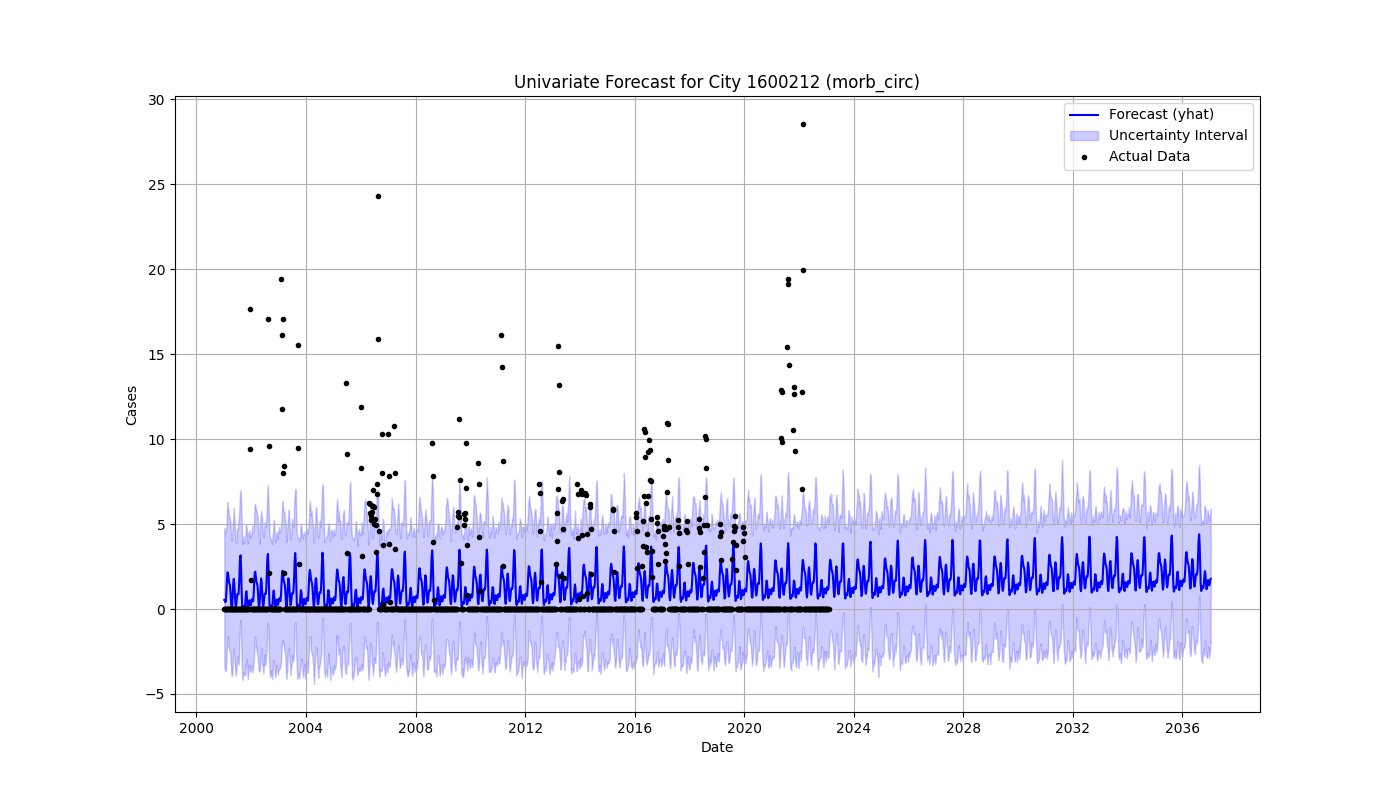 Univariate Forecast for City 1600212 (morb_circ)
Forecast (yhat)
Uncertainty Interval
Actual Data
Cases
30
25
20
15
10
5
0
−5
2000 2004 2008 2012 2016 2020 2024 2028 2032 2036
Date